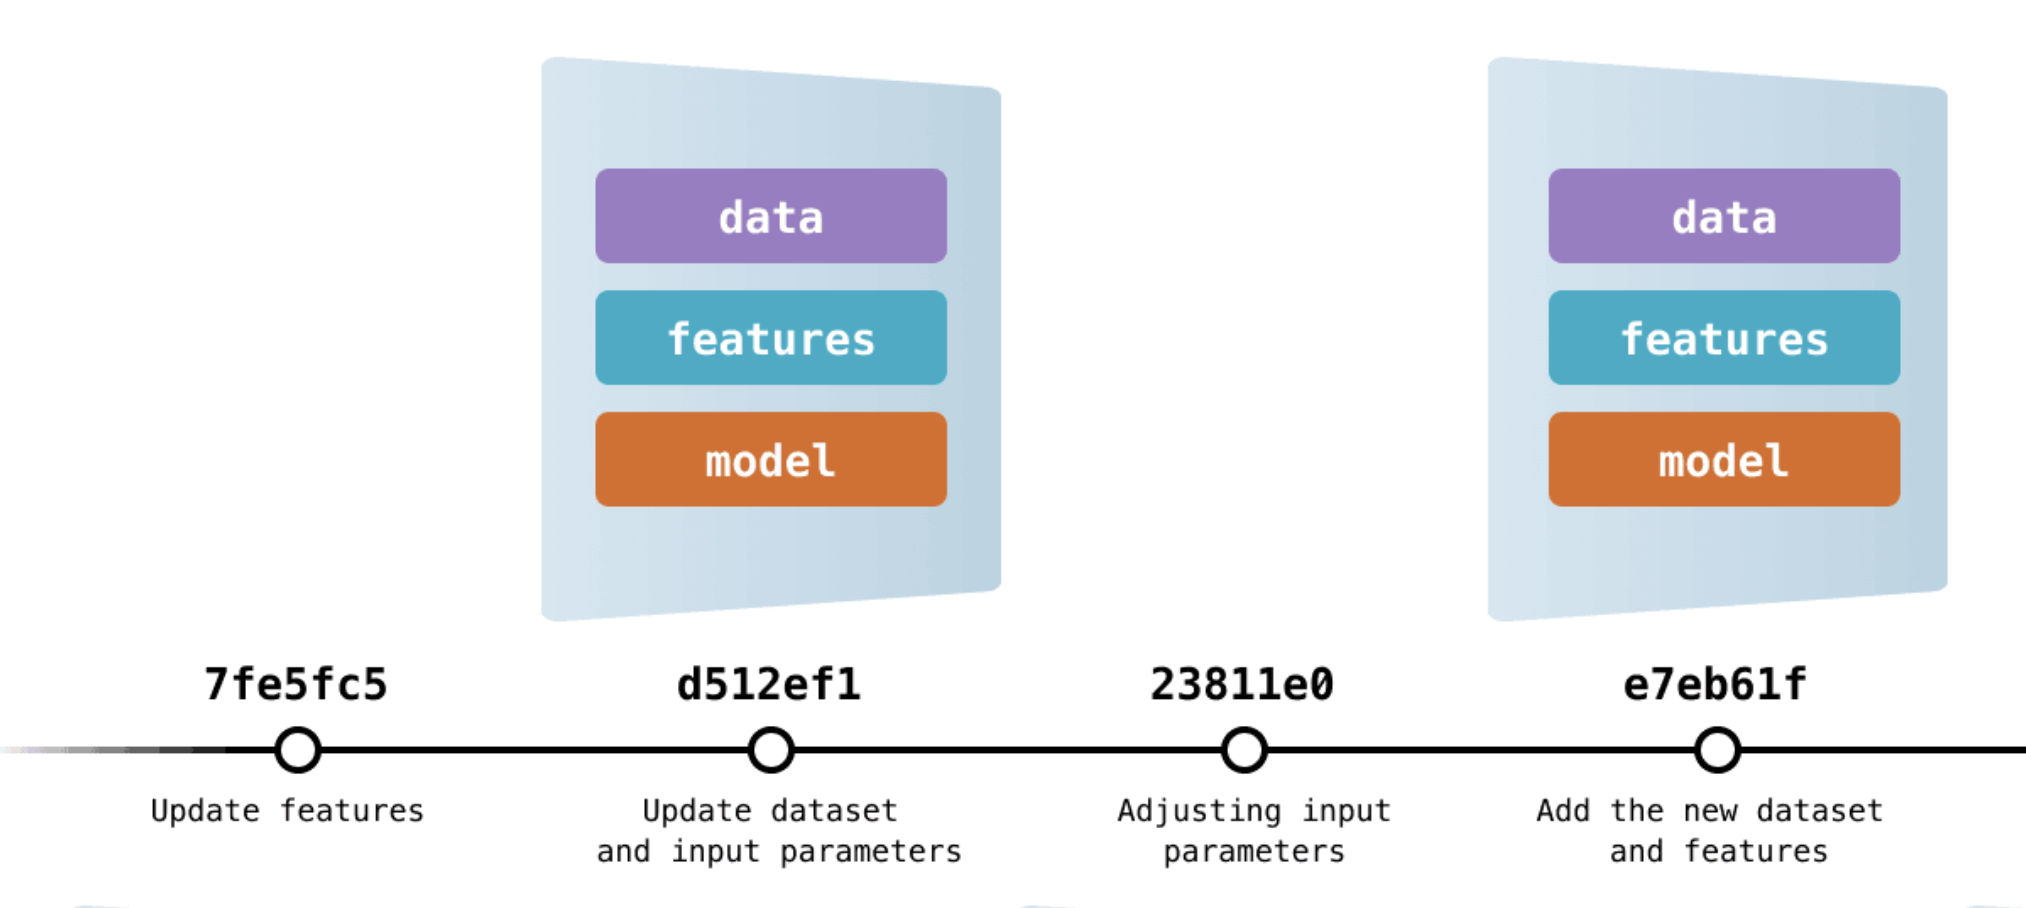 data
features
model
data
features
model
7fe5fc5
d512ef1
23811e0
e7eb61f
Update features
Update dataset
and input parameters
Adjusting input
parameters
Add the new dataset
and features